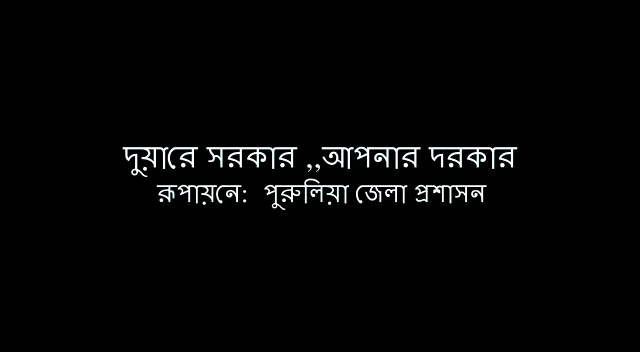 দুয়ারে সরকার ,,আপনার দরকার
রূপায়নে: পুরুলিয়া জেলা প্রশাসন